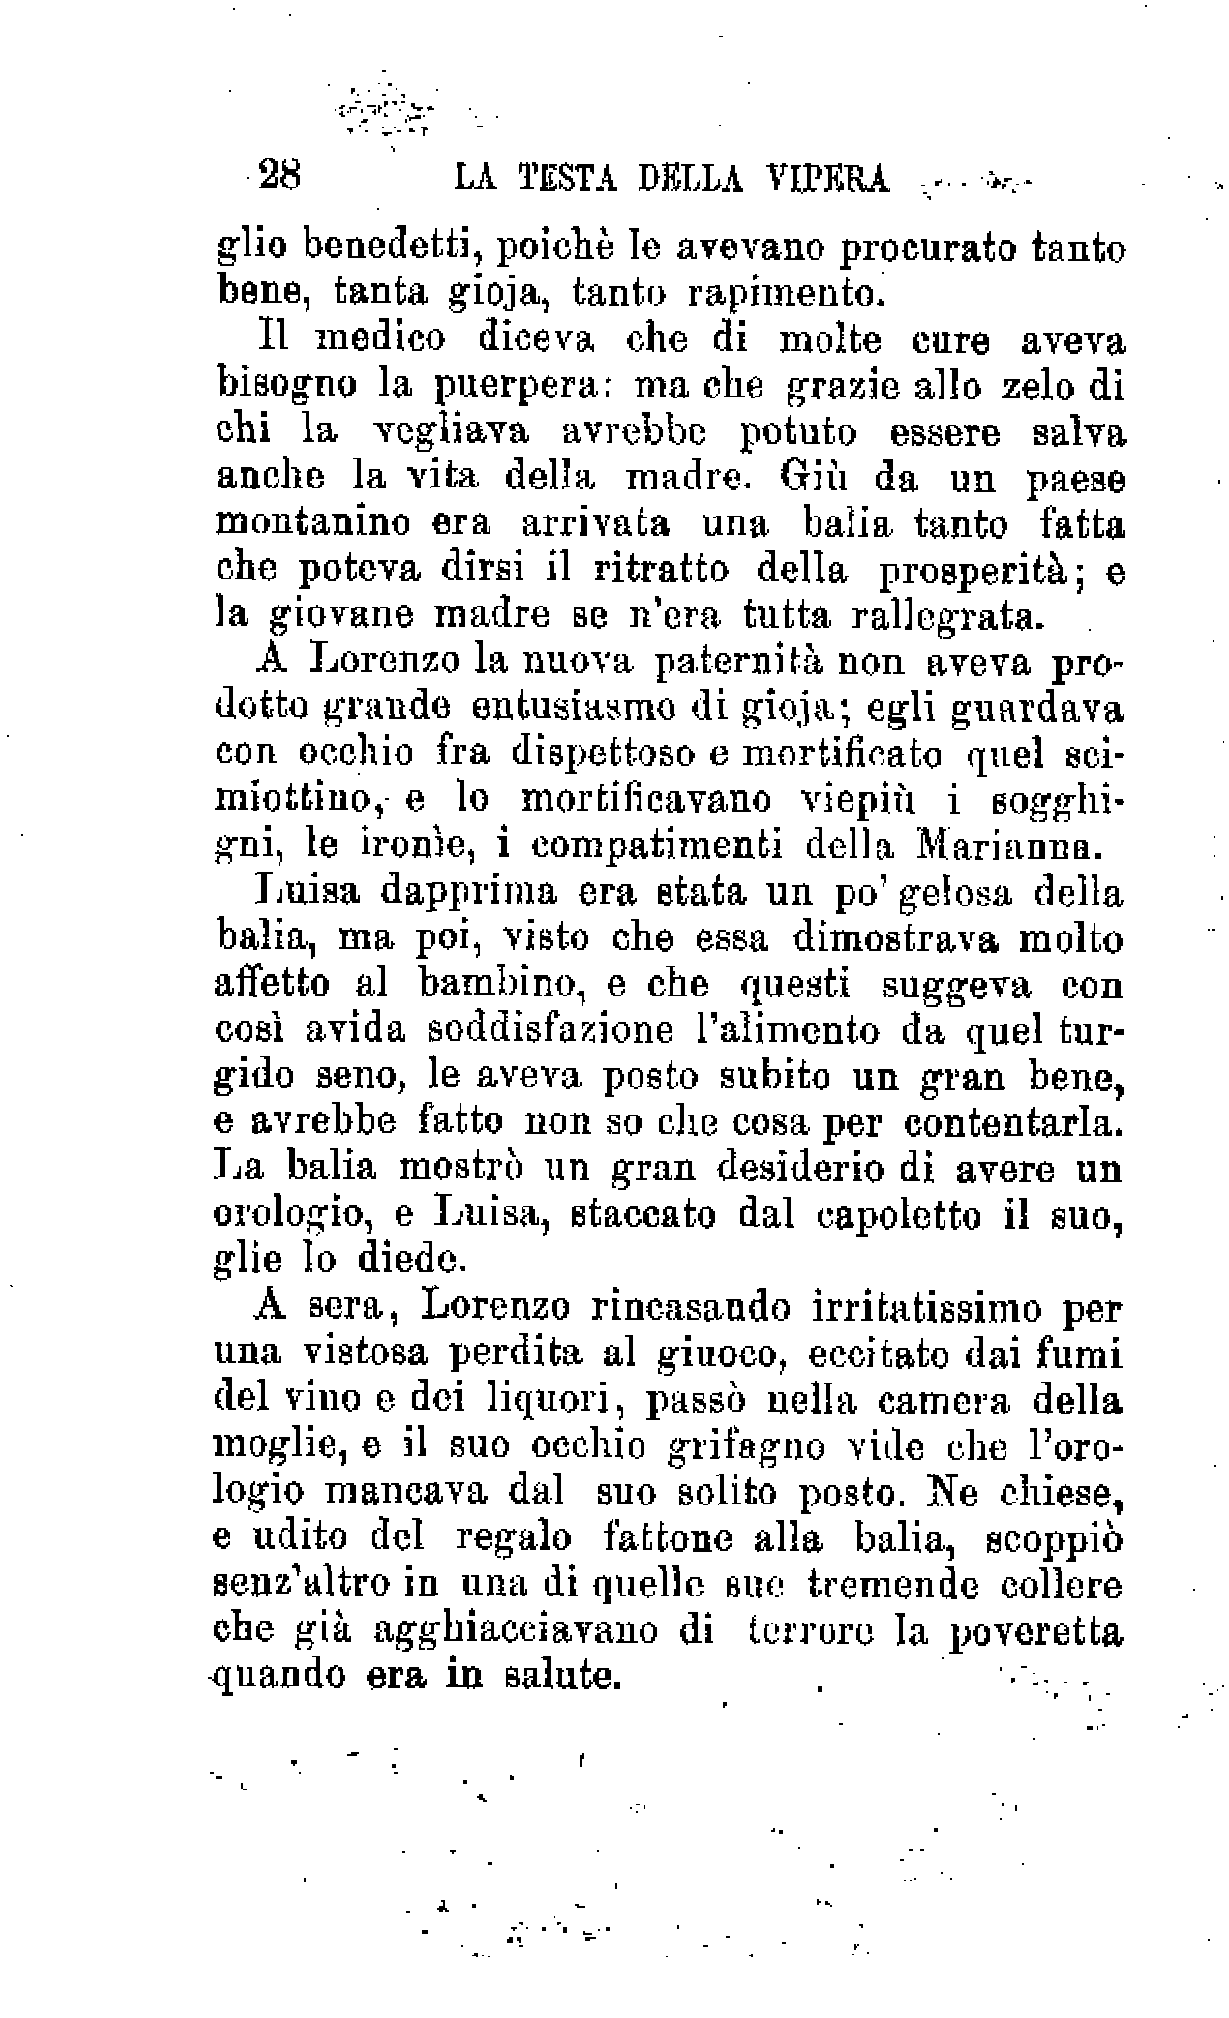 28 LA TESTA DELLA VIPERA
glio benedetti, poichè le avevano procurato tanto
bene, tanta gioja, tanto rapimento.
Il medico diceva che di molte cure aveva
bisogno la puerpera: ma che grazie allo zelo di
chi la vegliava avrebbe potuto essere salva
anche la vita della madre. Giù da un paese
montanino era arrivata una balia tanto fatta
che poteva dirsi il ritratto della prosperità; e
la giovane madre se n'era tutta rallegrata.
A Lorenzo la nuova paternità non aveva pro-
dotto grande entusiasmo di gioja; egli guardava
con occhio fra dispettoso e mortificato quel sci-
miottino, e lo mortificavano viepiù i sogghi-
gni, le ironìe, i compatimenti della Marianna.
Luisa dapprima era stata un po' gelosa della
balia, ma poi, visto che essa dimostrava molto
affetto al bambino, e che questi suggeva con
così avida soddisfazione l'alimento da quel tur-
gido seno, le aveva posto subito un gran bene,
e avrebbe fatto non so che cosa per contentarla.
La balia mostrò un gran desiderio di avere un
orologio, e Luisa, staccato dal capoletto il suo,
glie lo diede.
A sera, Lorenzo rincasando irritatissimo per
una vistosa perdita al giuoco, eccitato dai fumi
del vino e dei liquori, passò nella camera della
moglie, e il suo occhio grifagno vide che l'oro-
logio mancava dal suo solito posto. Ne chiese,
e udito del regalo fattone alla balia, scoppiò
senz'altro in una di quelle sue tremende collere
che già agghiacciavano di terrore la poveretta
quando era in salute.